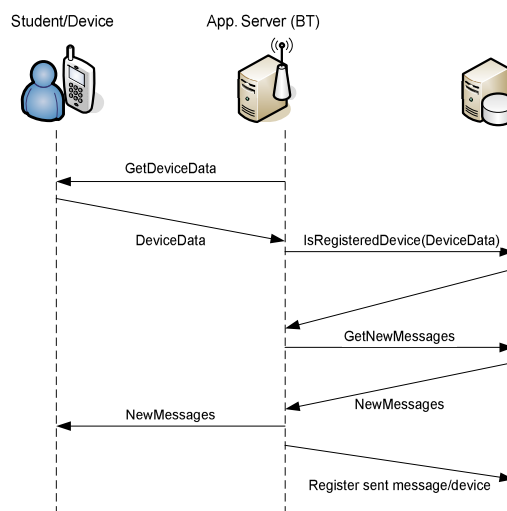 Student/Device
App. Server (BT)
GetDeviceData
DeviceData
IsRegisteredDevice(DeviceData)
GetNewMessages
NewMessages
NewMessages
Register sent message/device